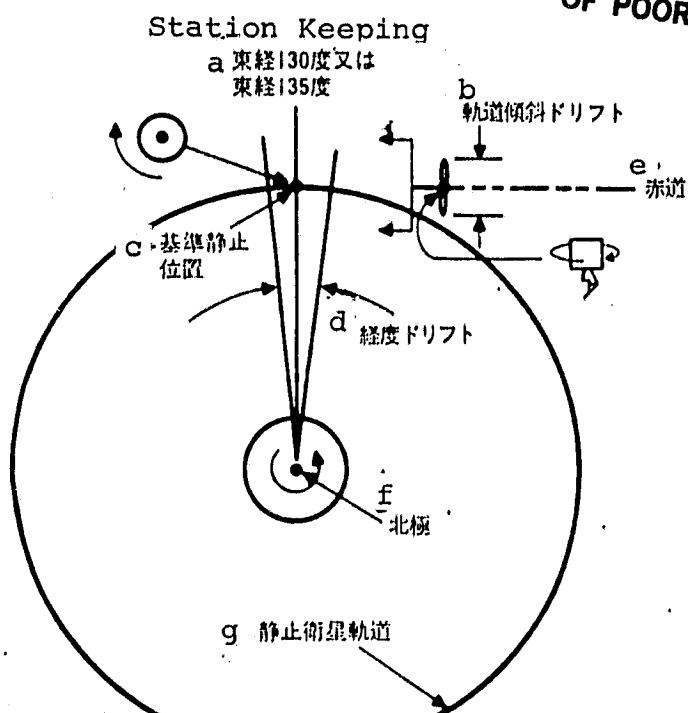 OF POOR
Station Keeping
a 東経130度又は
東経135度
b
軌道傾斜ドリフト
e
赤道
c 基準静止
位置
d 経度ドリフト
f
北極
g 静止衛星軌道